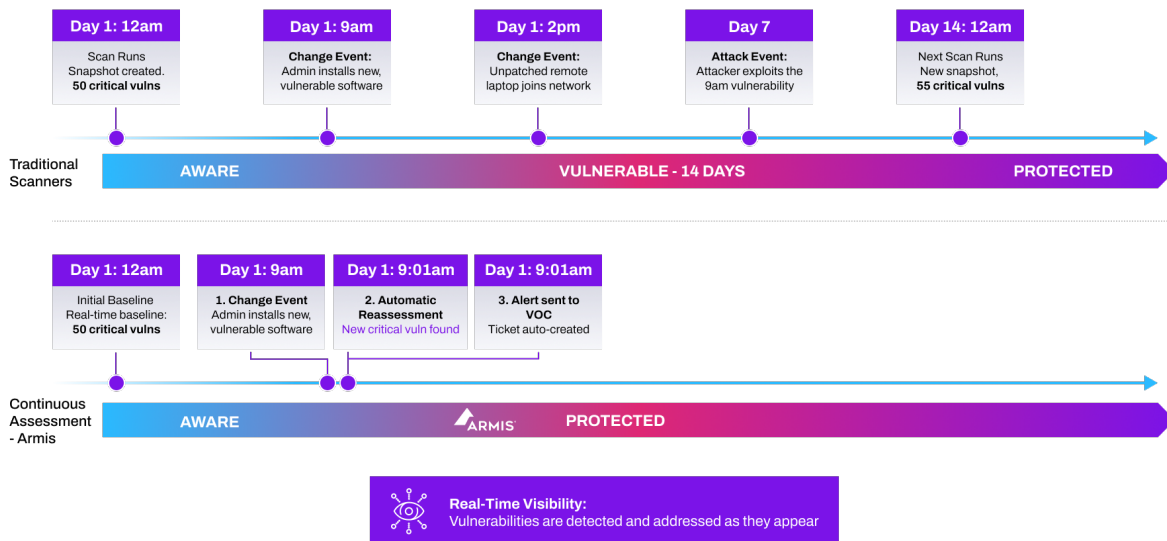 Day 1: 12am
Scan Runs
Snapshot created.
50 critical vulns
Day 1: 9am
Change Event:
Admin installs new,
vulnerable software
Day 1: 2pm
Change Event:
Unpatched remote
laptop joins network
Day 7
Attack Event:
Attacker exploits the
9am vulnerability
Day 14: 12am
Next Scan Runs
New snapshot,
55 critical vulns
Traditional
Scanners
AWARE
VULNERABLE - 14 DAYS
PROTECTED
Day 1: 12am
Initial Baseline
Real-time baseline:
50 critical vulns
Day 1: 9am
1. Change Event
Admin installs new,
vulnerable software
Day 1: 9:01am
2. Automatic
Reassessment
New critical vuln found
Day 1: 9:01am
3. Alert sent to
VOC
Ticket auto-created
Continuous
Assessment
- Armis
AWARE
ARMIS
PROTECTED
Real-Time Visibility:
Vulnerabilities are detected and addressed as they appear